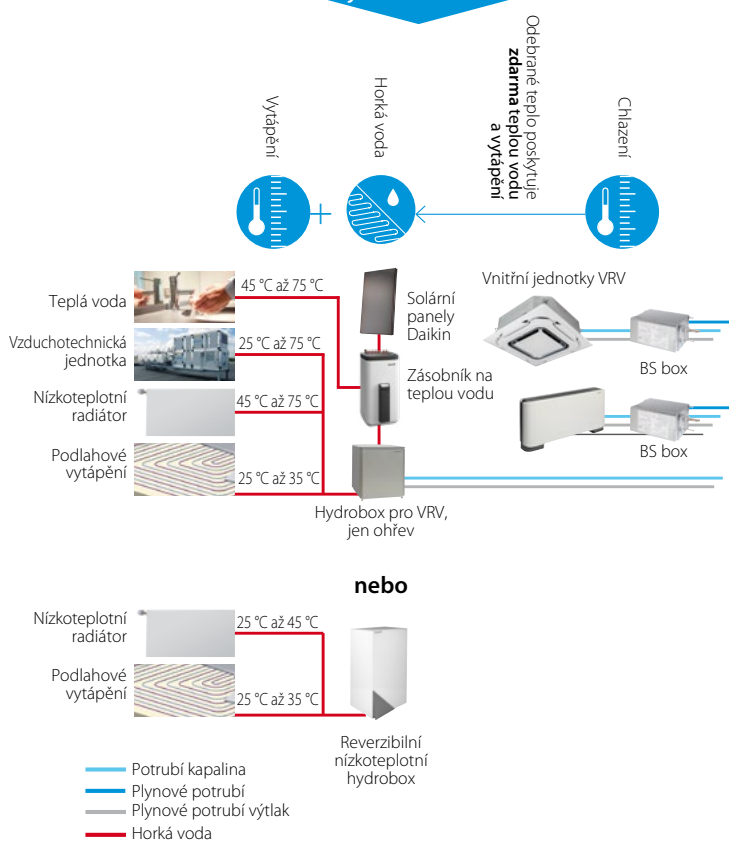 Vytápění
Horká voda
Odebrané teplo poskytuje
zdarma teplou vodu
a vytápění
Chlazení
Teplá voda
45 °C až 75 °C
Solární
panely
Daikin
Vnitřní jednotky VRV
Vzduchotechnická
jednotka
25 °C až 75 °C
BS box
Zásobník na
teplou vodu
Nízkoteplotní
radiátor
45 °C až 75 °C
Podlahové
vytápění
25 °C až 35 °C
BS box
Hydrobox pro VRV,
jen ohřev
nebo
Nízkoteplotní
radiátor
25 °C až 45 °C
Podlahové
vytápění
25 °C až 35 °C
Reverzibilní
nízkoteplotní
hydrobox
Potrubí kapalina
Plynové potrubí
Plynové potrubí výtlak
Horká voda